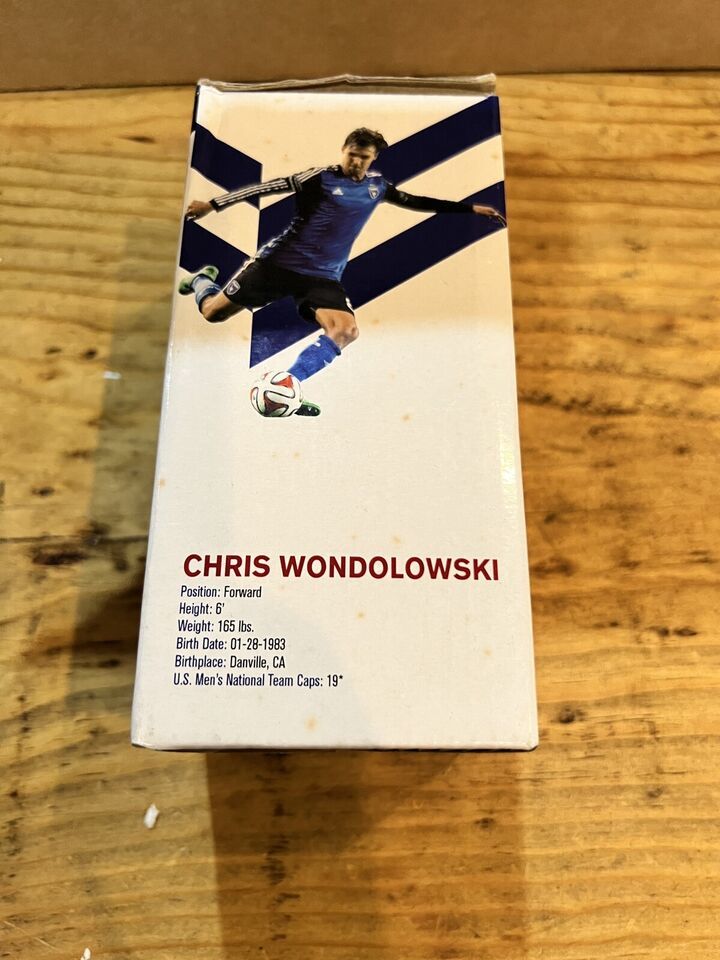 CHRIS WONDOLOWSKI
Position: Forward
Height: 6'
Weight: 165 lbs.
Birth Date: 01-28-1983
Birthplace: Danville, CA
U.S. Men's National Team Caps: 19*